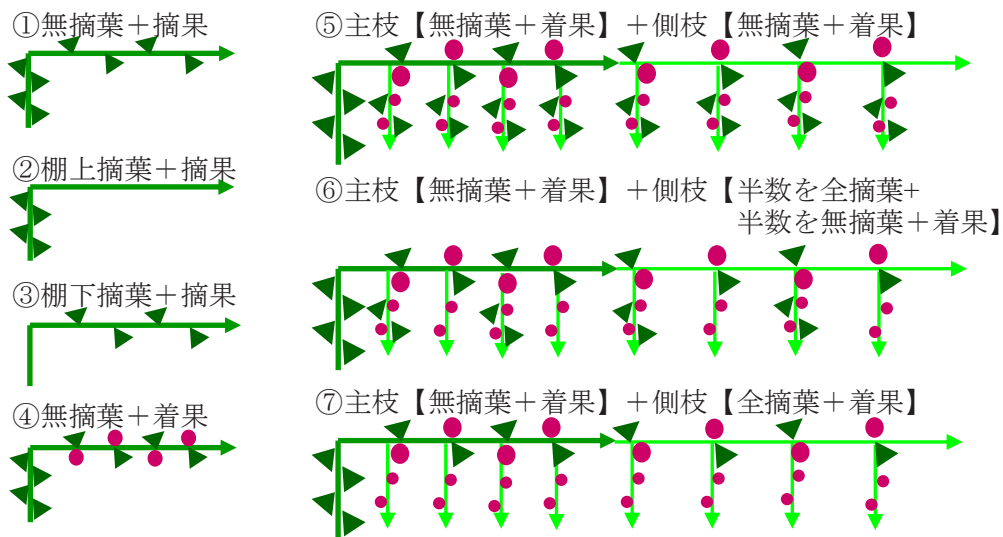 ①無摘葉＋摘果
②棚上摘葉＋摘果
③棚下摘葉＋摘果
④無摘葉＋着果
⑤主枝【無摘葉＋着果】＋側枝【無摘葉＋着果】
⑥主枝【無摘葉＋着果】＋側枝【半数を全摘葉+
半数を無摘葉＋着果】
⑦主枝【無摘葉＋着果】＋側枝【全摘葉＋着果】